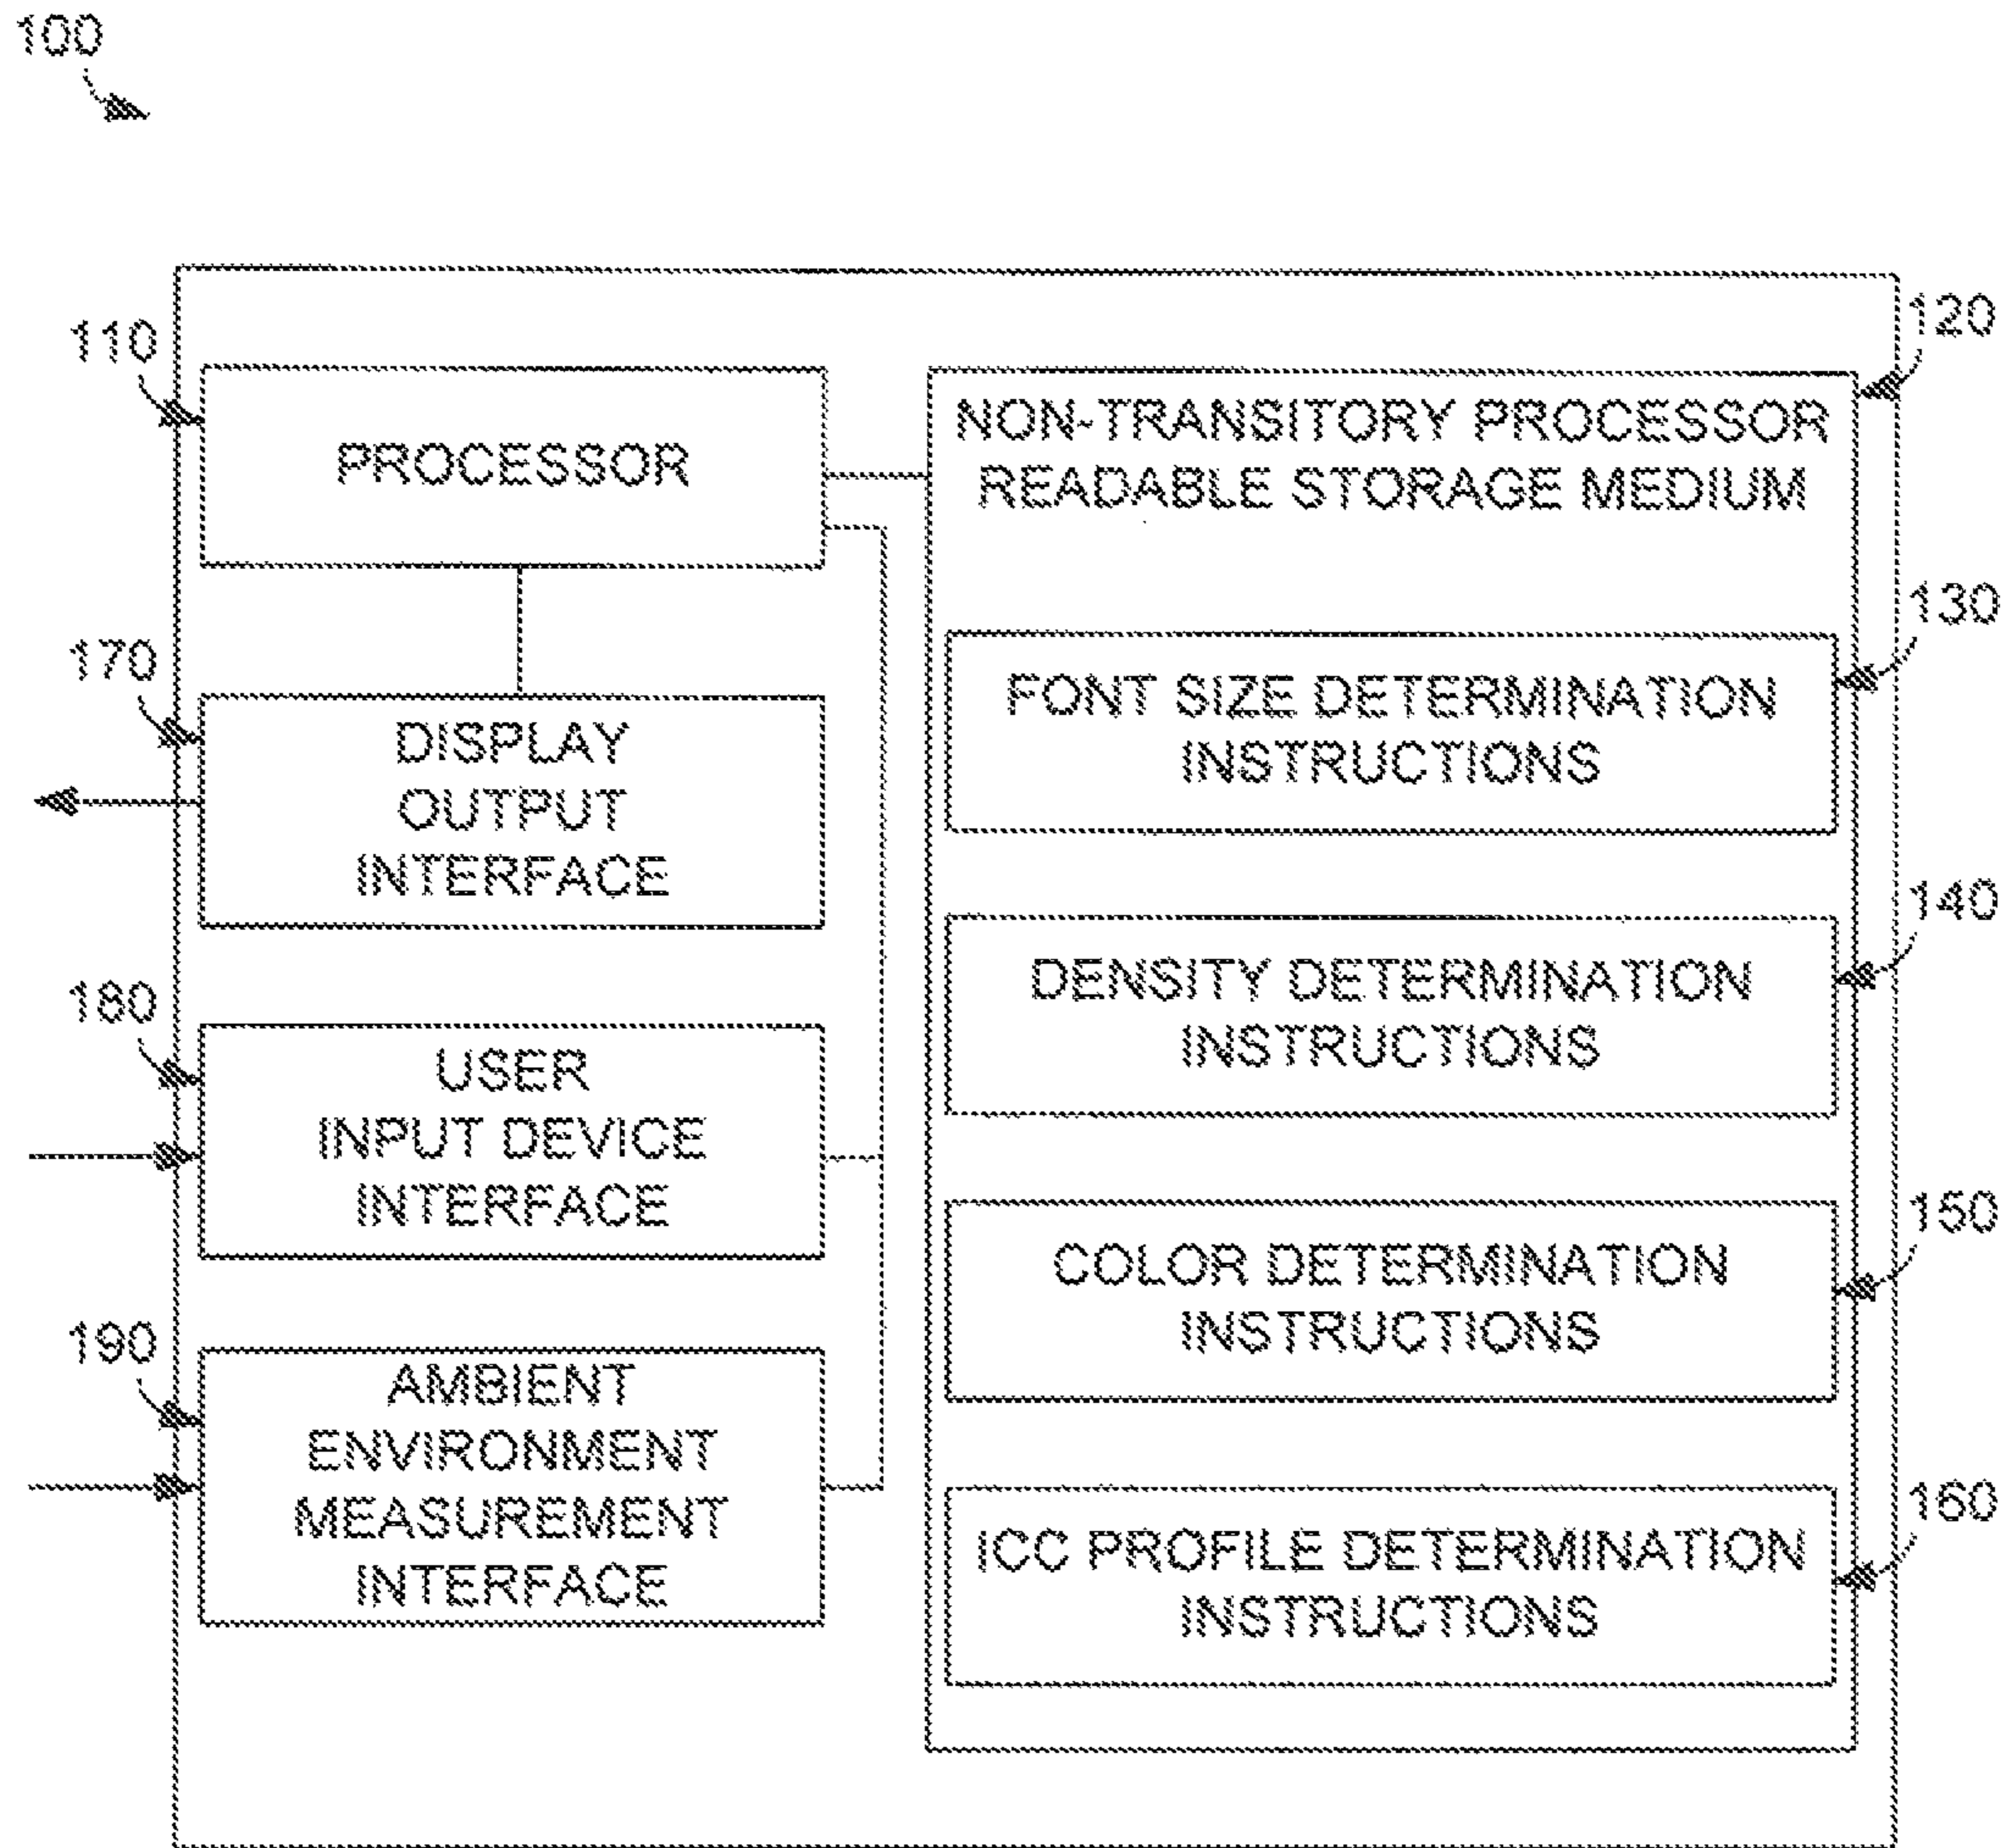 100
110
PROCESSOR
170
DISPLAY
OUTPUT
INTERFACE
180
USER
INPUT DEVICE
INTERFACE
190
AMBIENT
ENVIRONMENT
MEASUREMENT
INTERFACE
120
NON-TRANSITORY PROCESSOR
READABLE STORAGE MEDIUM
130
FONT SIZE DETERMINATION
INSTRUCTIONS
140
DENSITY DETERMINATION
INSTRUCTIONS
150
COLOR DETERMINATION
INSTRUCTIONS
160
ICC PROFILE DETERMINATION
INSTRUCTIONS